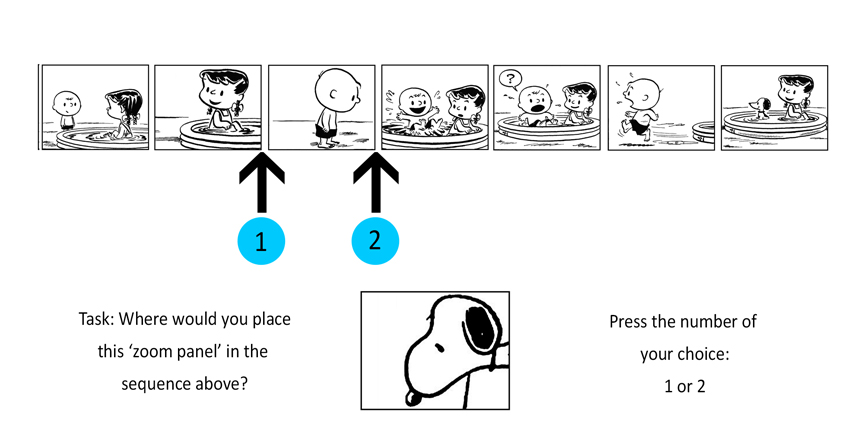 ?
1
2
Task: Where would you place
this ‘zoom panel’ in the
sequence above?
Press the number of
your choice:
1 or 2